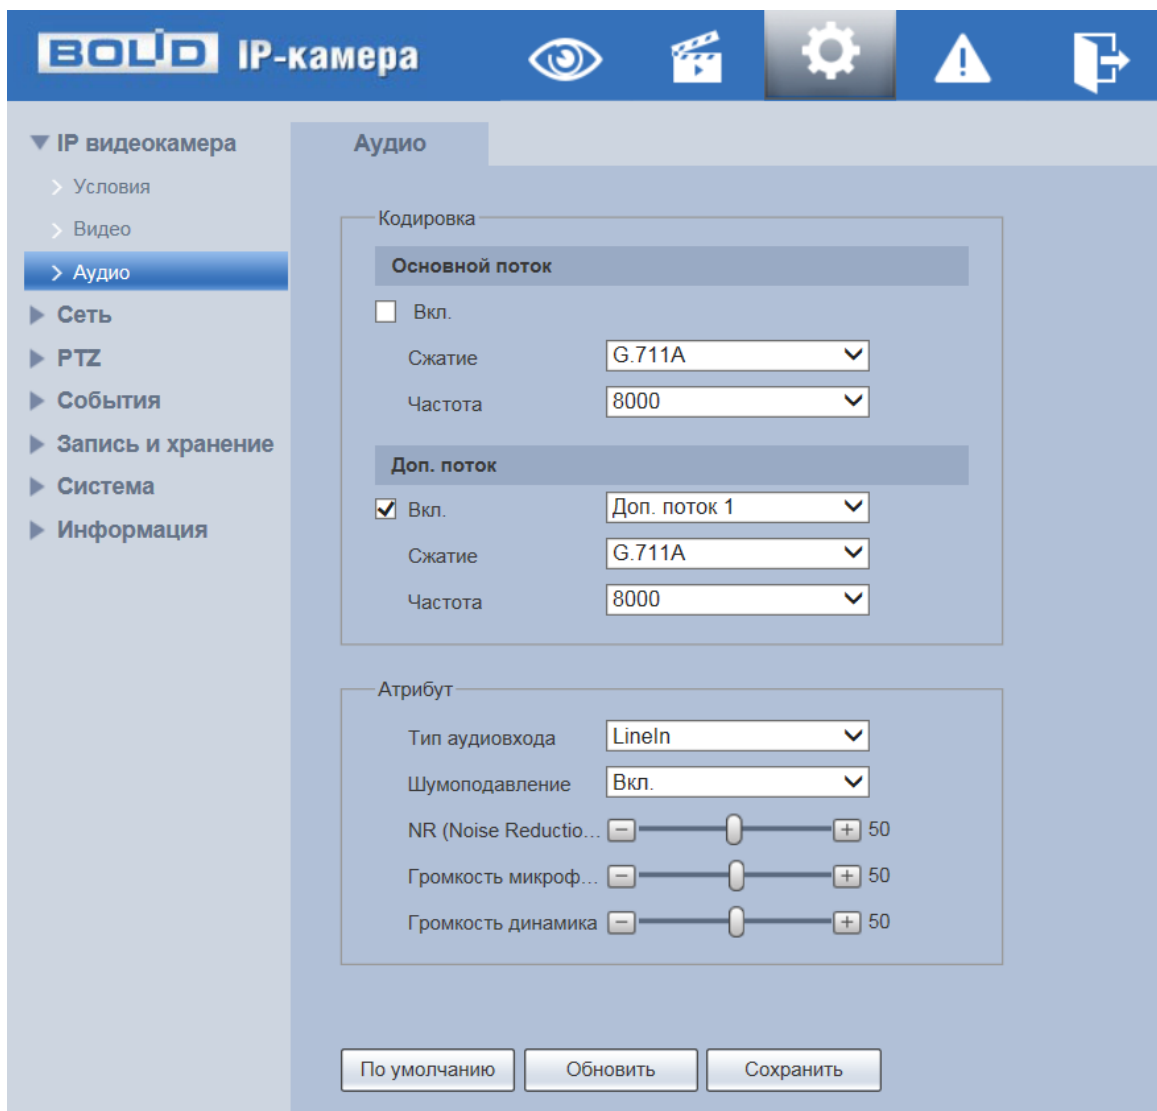 BOLID IP-камера
IP видеокамера
Условия
Видео
Аудио
Сеть
PTZ
События
Запись и хранение
Система
Информация
Аудио
Кодировка
Основной поток
Вкл.
Сжатие G.711A
Частота 8000
Доп. поток
Вкл. Доп. поток 1
Сжатие G.711A
Частота 8000
Атрибут
Тип аудиовхода LineIn
Шумоподавление Вкл.
NR (Noise Reductio... 50
Громкость микроф... 50
Громкость динамика 50
По умолчанию Обновить Сохранить